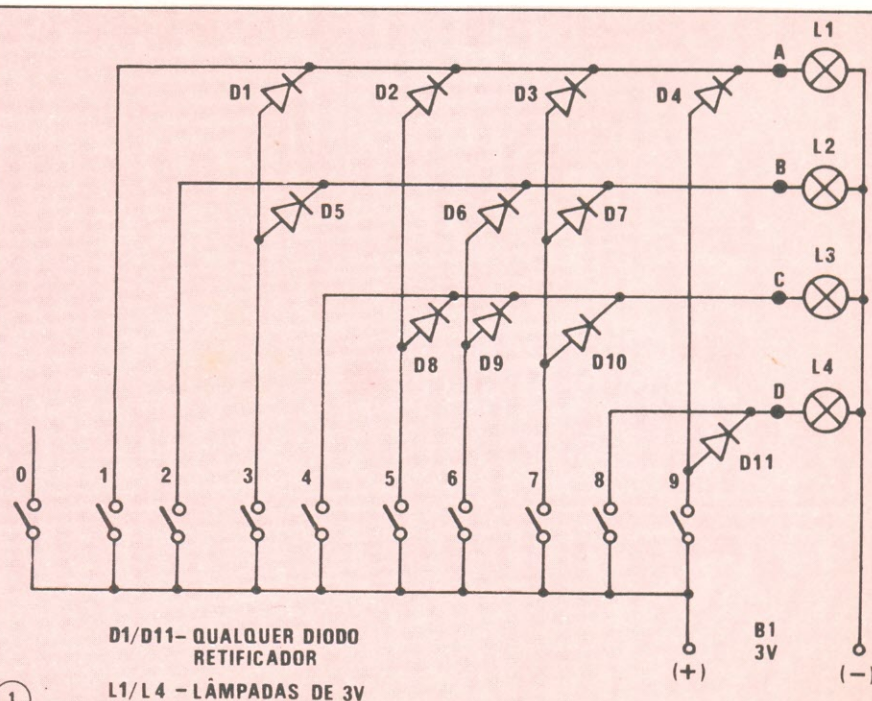 L1
A
D1
D2
D3
D4
L2
B
D5
D6
D7
L3
C
D8
D9
D10
L4
D
D11
0 1 2 3 4 5 6 7 8 9
D1/D11– QUALQUER DIODO
RETIFICADOR
B1
3V
(+)
(–)
1
L1/L4 – LÂMPADAS DE 3V